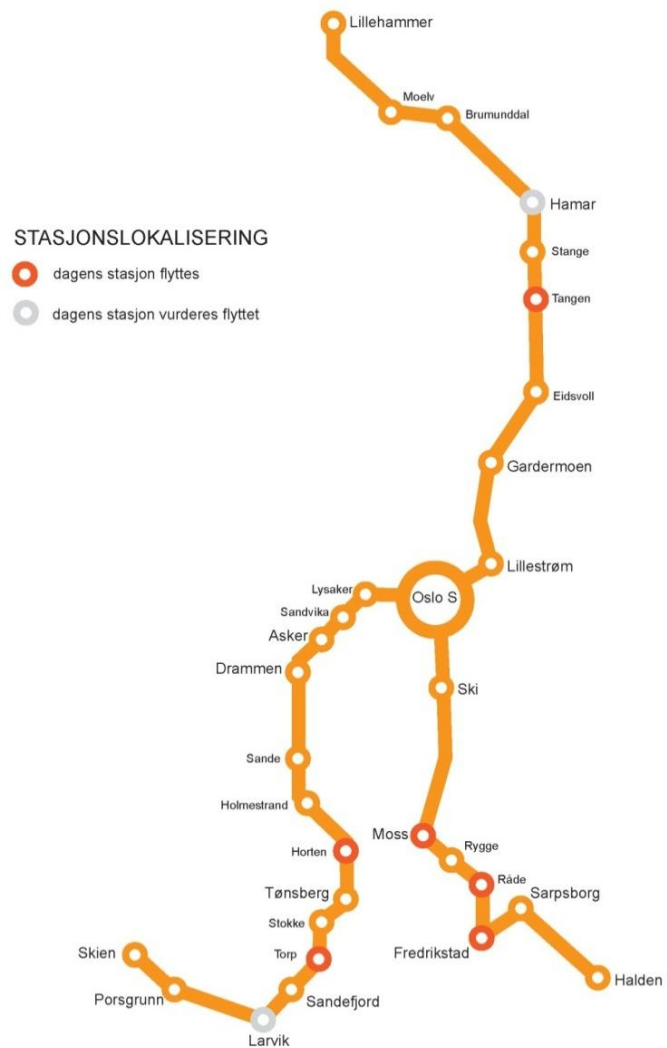 Lillehammer
Moelv
Brumunddal
Hamar
STASJONSLOKALISERING
Stange
dagens stasjon flyttes
Tangen
dagens stasjon vurderes flyttet
Eidsvoll
Gardermoen
Lillestrøm
Lysaker
Oslo S
Sandvika
Asker
Drammen
Ski
Sande
Holmestrand
Moss
Rygge
Horten
Råde
Tønsberg
Sarpsborg
Stokke
Skien
Torp
Fredrikstad
Halden
Porsgrunn
Sandefjord
Larvik